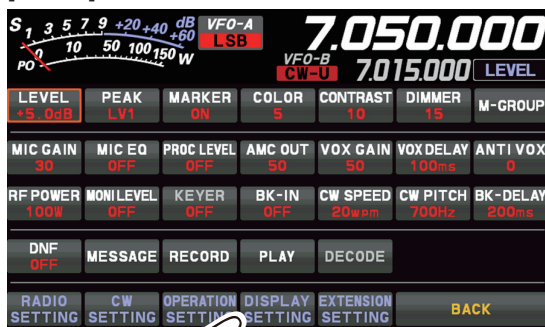 S 1 3 5 7 9 +20 +40 +60 dB VFO-A
LSB 7.050.000
PO 0 10 50 100 150 W
VFO-B
CW-U 7.015.000 LEVEL
LEVEL PEAK MARKER COLOR CONTRAST DIMMER M-GROUP
+5.0dB LV1 ON 5 10 15
MIC GAIN MIC EQ PROC LEVEL AMC OUT VOX GAIN VOX DELAY ANTI VOX
30 OFF OFF 50 50 100ms 0
RF POWER MONI LEVEL KEYER BK-IN CW SPEED CW PITCH BK-DELAY
100W OFF OFF OFF 20wpm 700Hz 200ms
DNF MESSAGE RECORD PLAY DECODE
OFF
RADIO CW OPERATION DISPLAY EXTENSION BACK
SETTING SETTING SETTING SETTING SETTING